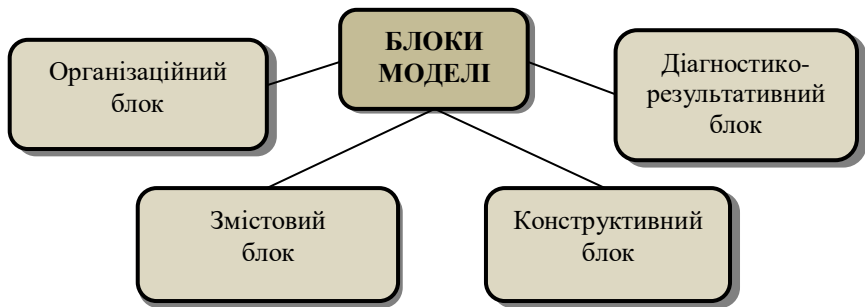 БЛОКИ
МОДЕЛІ
Організаційний
блок
Діагностико-
результативний
блок
Змістовий
блок
Конструктивний
блок